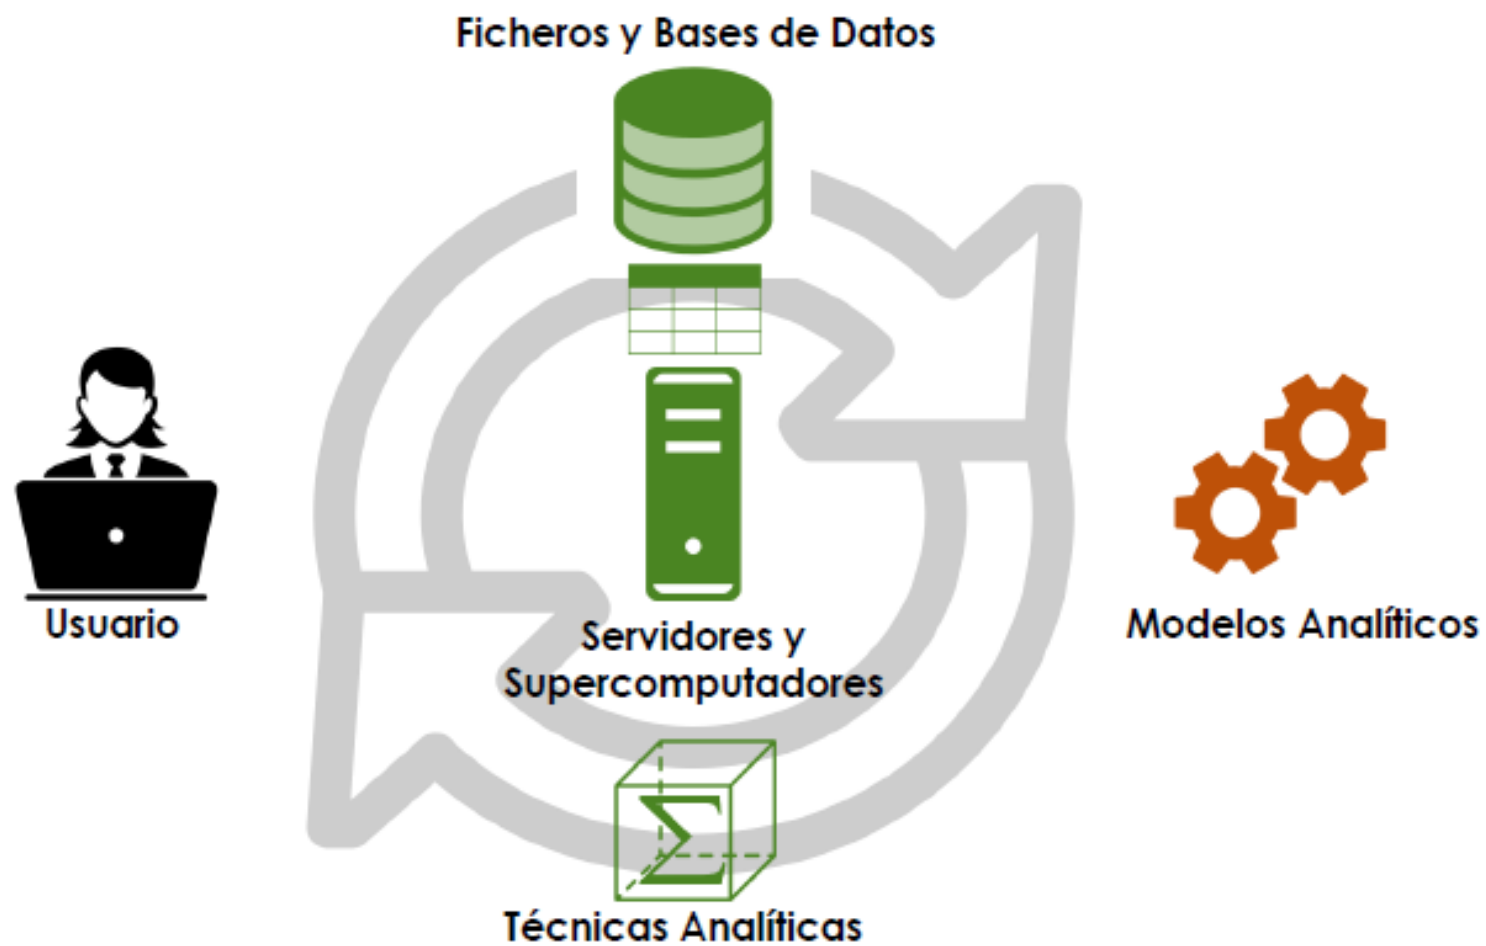 Ficheros y Bases de Datos
Usuario
Servidores y
Supercomputadores
Modelos Analíticos
Σ
Técnicas Analíticas